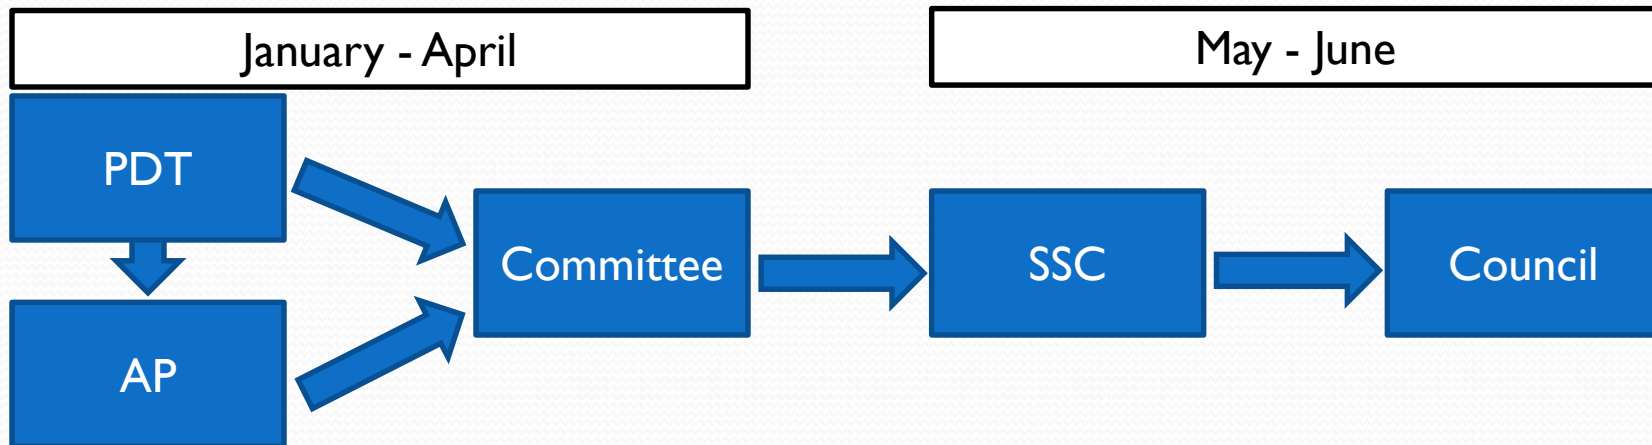 January - April
May - June
PDT
AP
Committee
SSC
Council